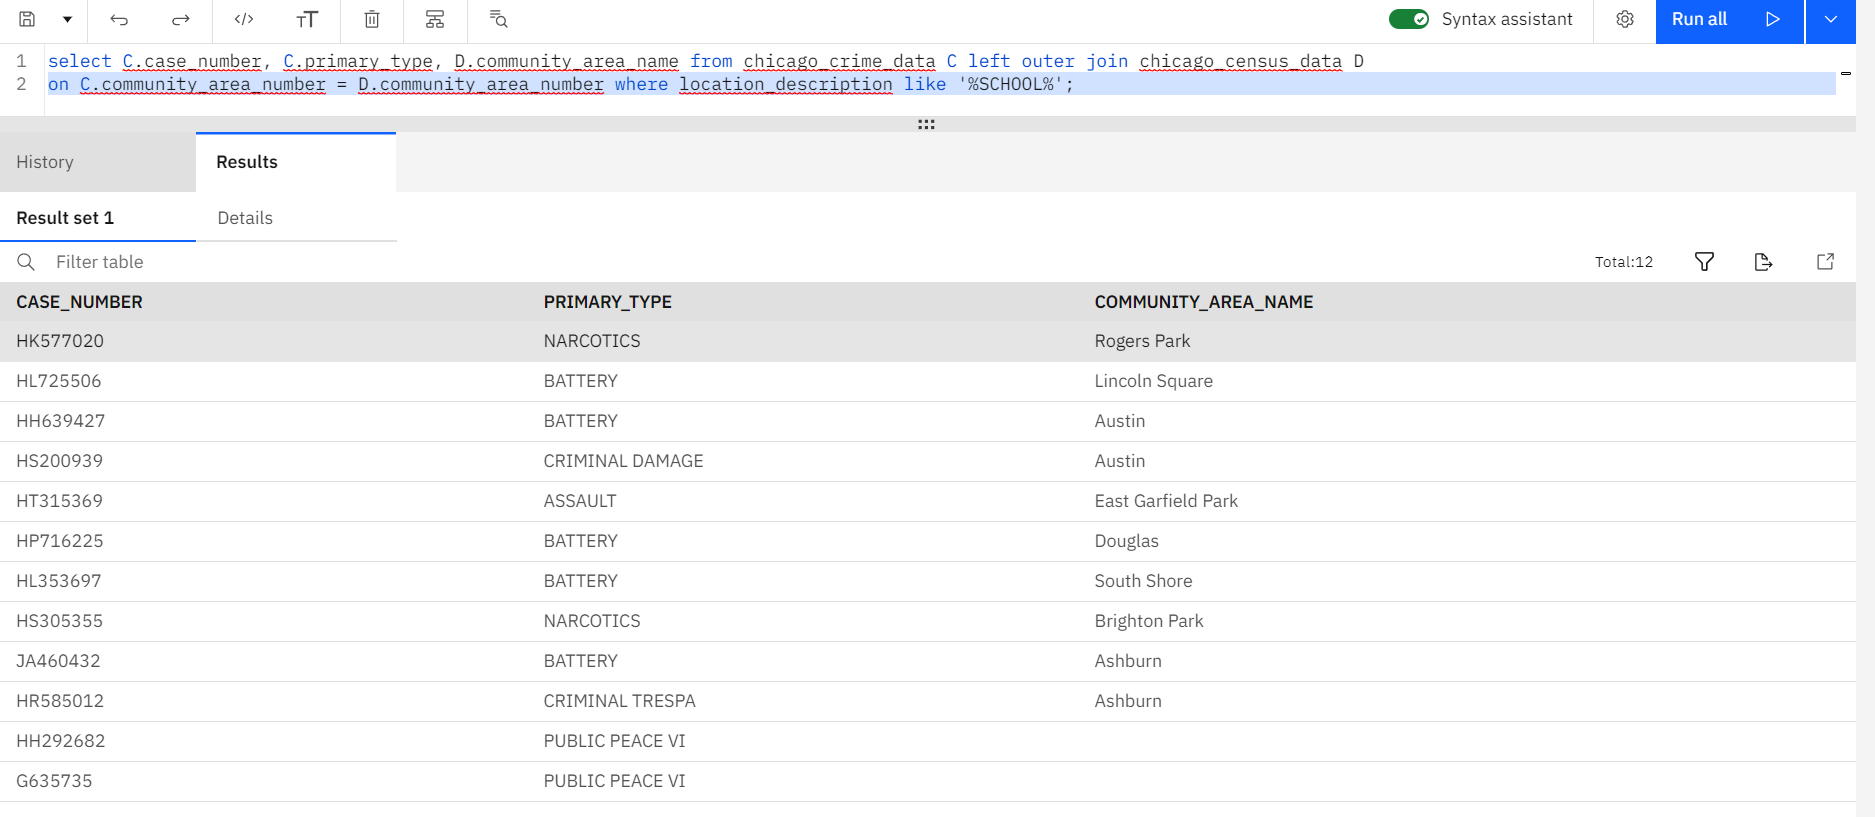 </> TT Syntax assistant Run all
1 select C.case_number, C.primary_type, D.community_area_name from chicago_crime_data C left outer join chicago_census_data D
2 on C.community_area_number = D.community_area_number where location_description like '%SCHOOL%';
History Results
Result set 1 Details
Filter table Total:12
CASE_NUMBER PRIMARY_TYPE COMMUNITY_AREA_NAME
HK577020 NARCOTICS Rogers Park
HL725506 BATTERY Lincoln Square
HH639427 BATTERY Austin
HS200939 CRIMINAL DAMAGE Austin
HT315369 ASSAULT East Garfield Park
HP716225 BATTERY Douglas
HL353697 BATTERY South Shore
HS305355 NARCOTICS Brighton Park
JA460432 BATTERY Ashburn
HR585012 CRIMINAL TRESPA Ashburn
HH292682 PUBLIC PEACE VI
G635735 PUBLIC PEACE VI